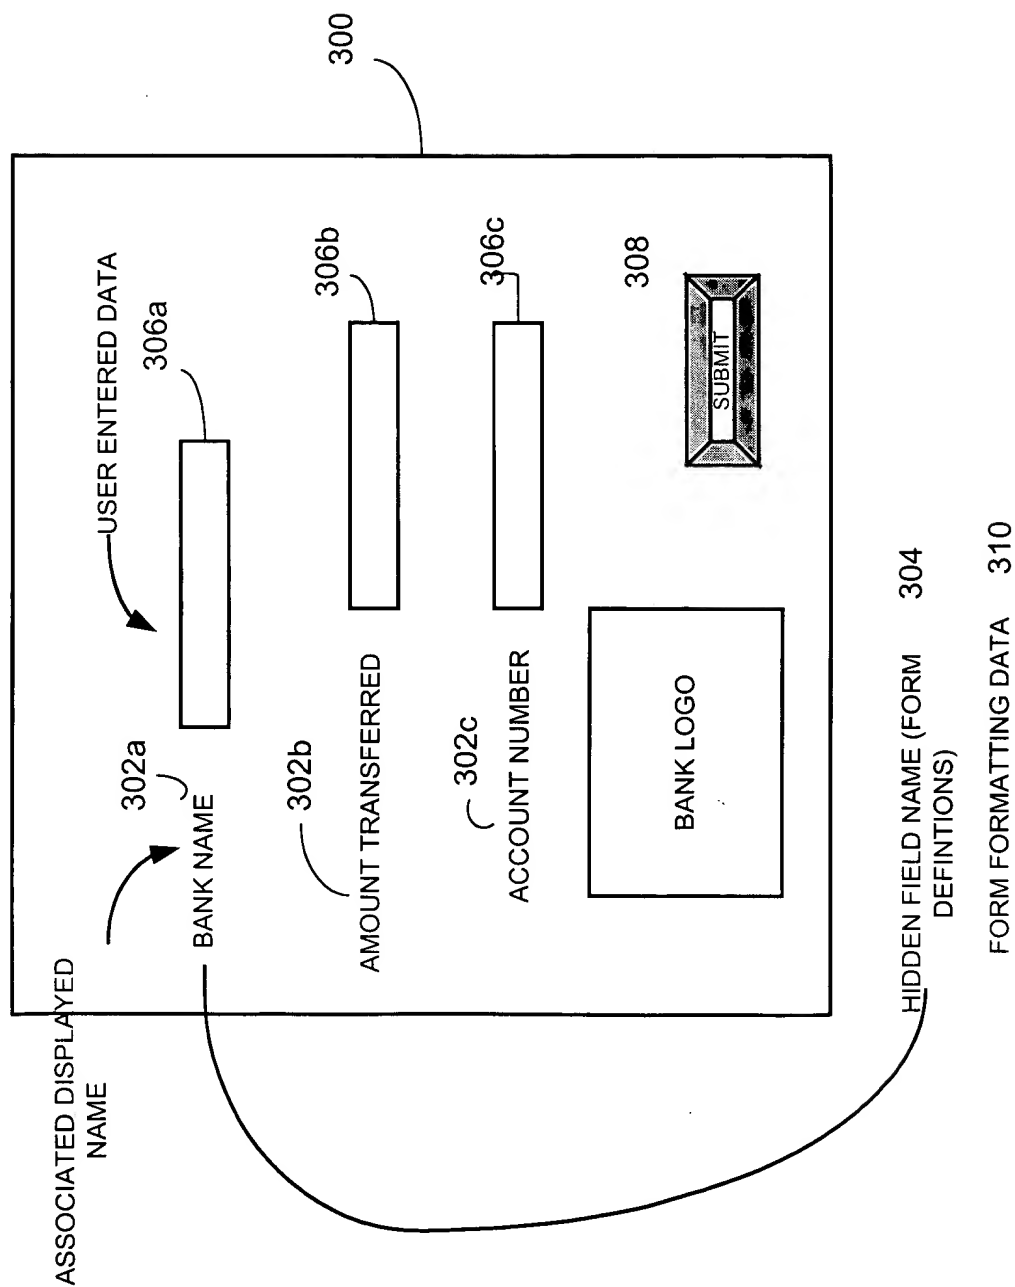 300
ASSOCIATED DISPLAYED
NAME
USER ENTERED DATA
302a
306a
BANK NAME
302b
306b
AMOUNT TRANSFERRED
302c
306c
ACCOUNT NUMBER
308
BANK LOGO
SUBMIT
HIDDEN FIELD NAME (FORM 304
DEFINTIONS)
FORM FORMATTING DATA 310